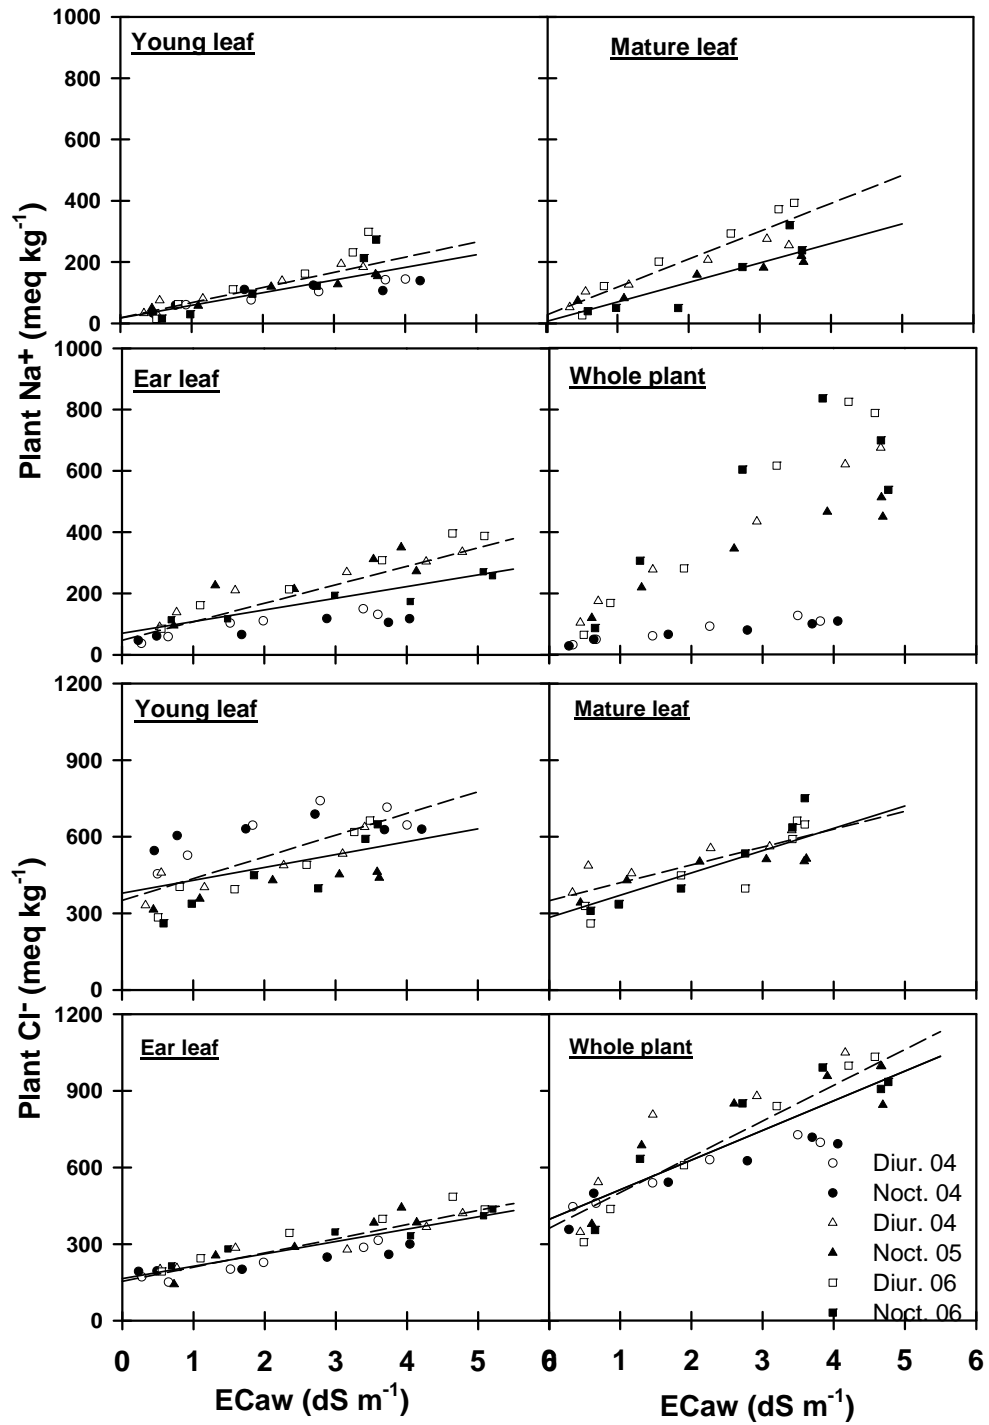 1000
800
600
400
200
0
Young leaf
Mature leaf
Plant Na+ (meq kg-1)
1000
800
600
400
200
0
Ear leaf
Whole plant
1200
900
600
300
0
Young leaf
Mature leaf
Plant Cl- (meq kg-1)
1200
900
600
300
0
Ear leaf
Whole plant
Diur. 04
Noct. 04
Diur. 04
Noct. 05
Diur. 06
Noct. 06
0 1 2 3 4 5 6
0 1 2 3 4 5 6
ECaw (dS m-1)
ECaw (dS m-1)